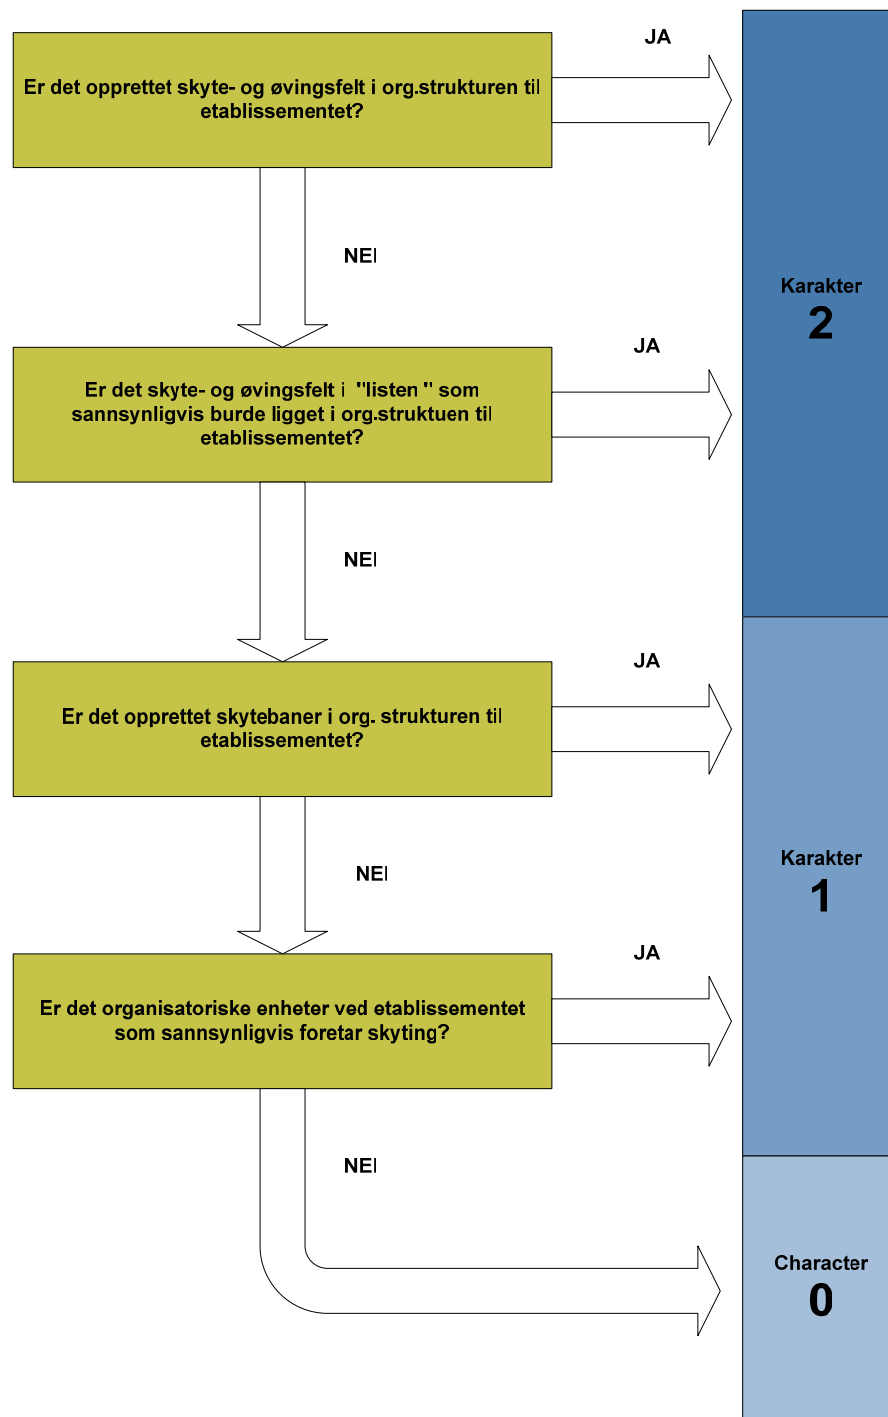 JA
Er det opprettet skyte- og øvingsfelt i org.strukturen til
etablissementet?
NEI
Karakter
2
JA
Er det skyte- og øvingsfelt i "listen " som
sannsynligvis burde ligget i org.struktuen til
etablissementet?
NEI
JA
Er det opprettet skytebaner i org. strukturen til
etablissementet?
Karakter
1
NEI
JA
Er det organisatoriske enheter ved etablissementet
som sannsynligvis foretar skyting?
NEI
Character
0